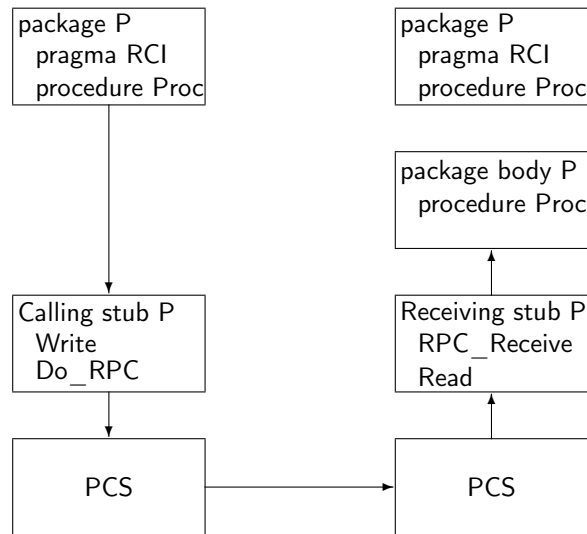 package P
pragma RCI
procedure Proc
package P
pragma RCI
procedure Proc
package body P
procedure Proc
Calling stub P
Write
Do_RPC
Receiving stub P
RPC_Receive
Read
PCS
PCS